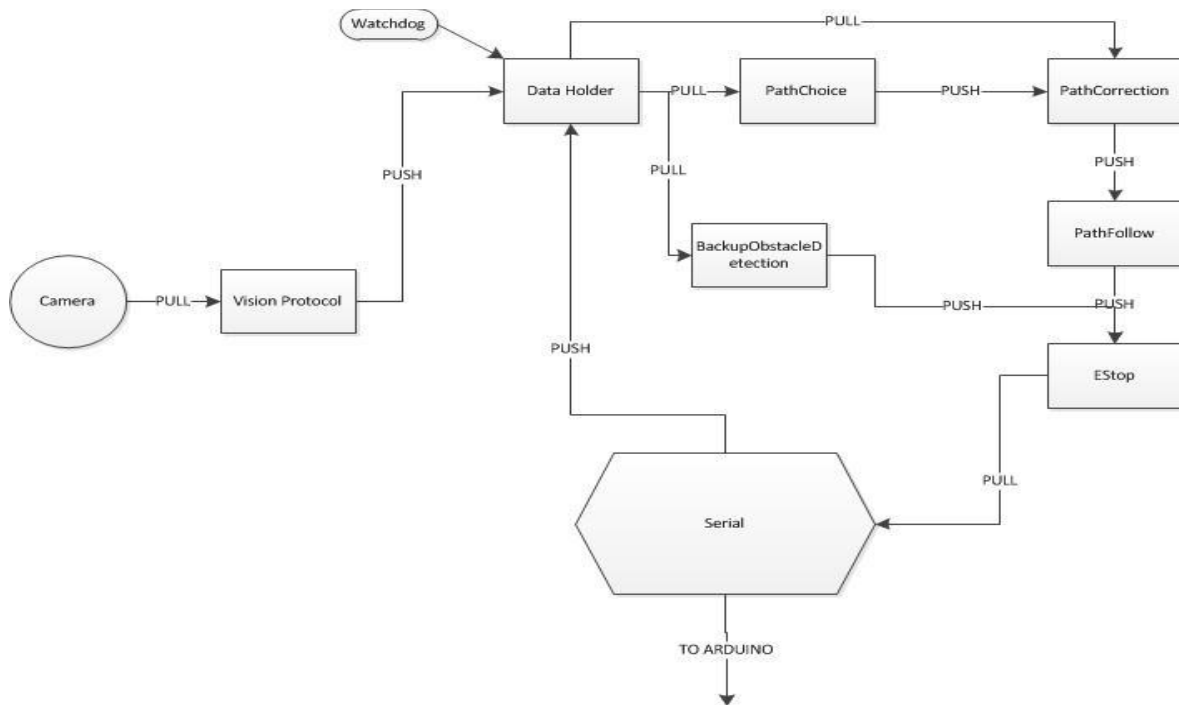 Watchdog
PULL
Data Holder
PULL
PathChoice
PUSH
PathCorrection
PUSH
PULL
PUSH
BackupObstacleD
etection
PathFollow
Camera
PULL
Vision Protocol
PUSH
PUSH
PUSH
EStop
PULL
Serial
TO ARDUINO